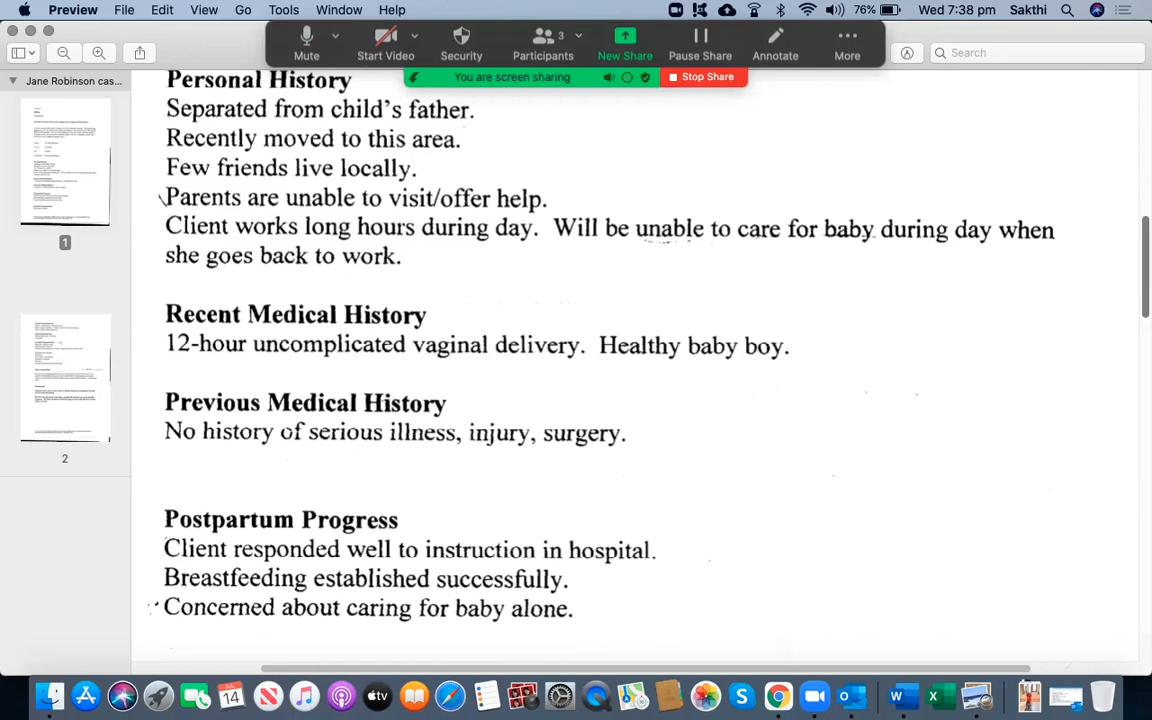 Preview File Edit View Go Tools Window Help 76% Wed 7:38 pm Sakthi
Mute Start Video Security Participants 3 New Share Pause Share Annotate More
Search
You are screen sharing Stop Share
Jane Robinson cas...
1
2
Personal History
Separated from child's father.
Recently moved to this area.
Few friends live locally.
Parents are unable to visit/offer help.
Client works long hours during day. Will be unable to care for baby during day when
she goes back to work.
Recent Medical History
12-hour uncomplicated vaginal delivery. Healthy baby boy.
Previous Medical History
No history of serious illness, injury, surgery.
Postpartum Progress
Client responded well to instruction in hospital.
Breastfeeding established successfully.
Concerned about caring for baby alone.
JUL
14
tv